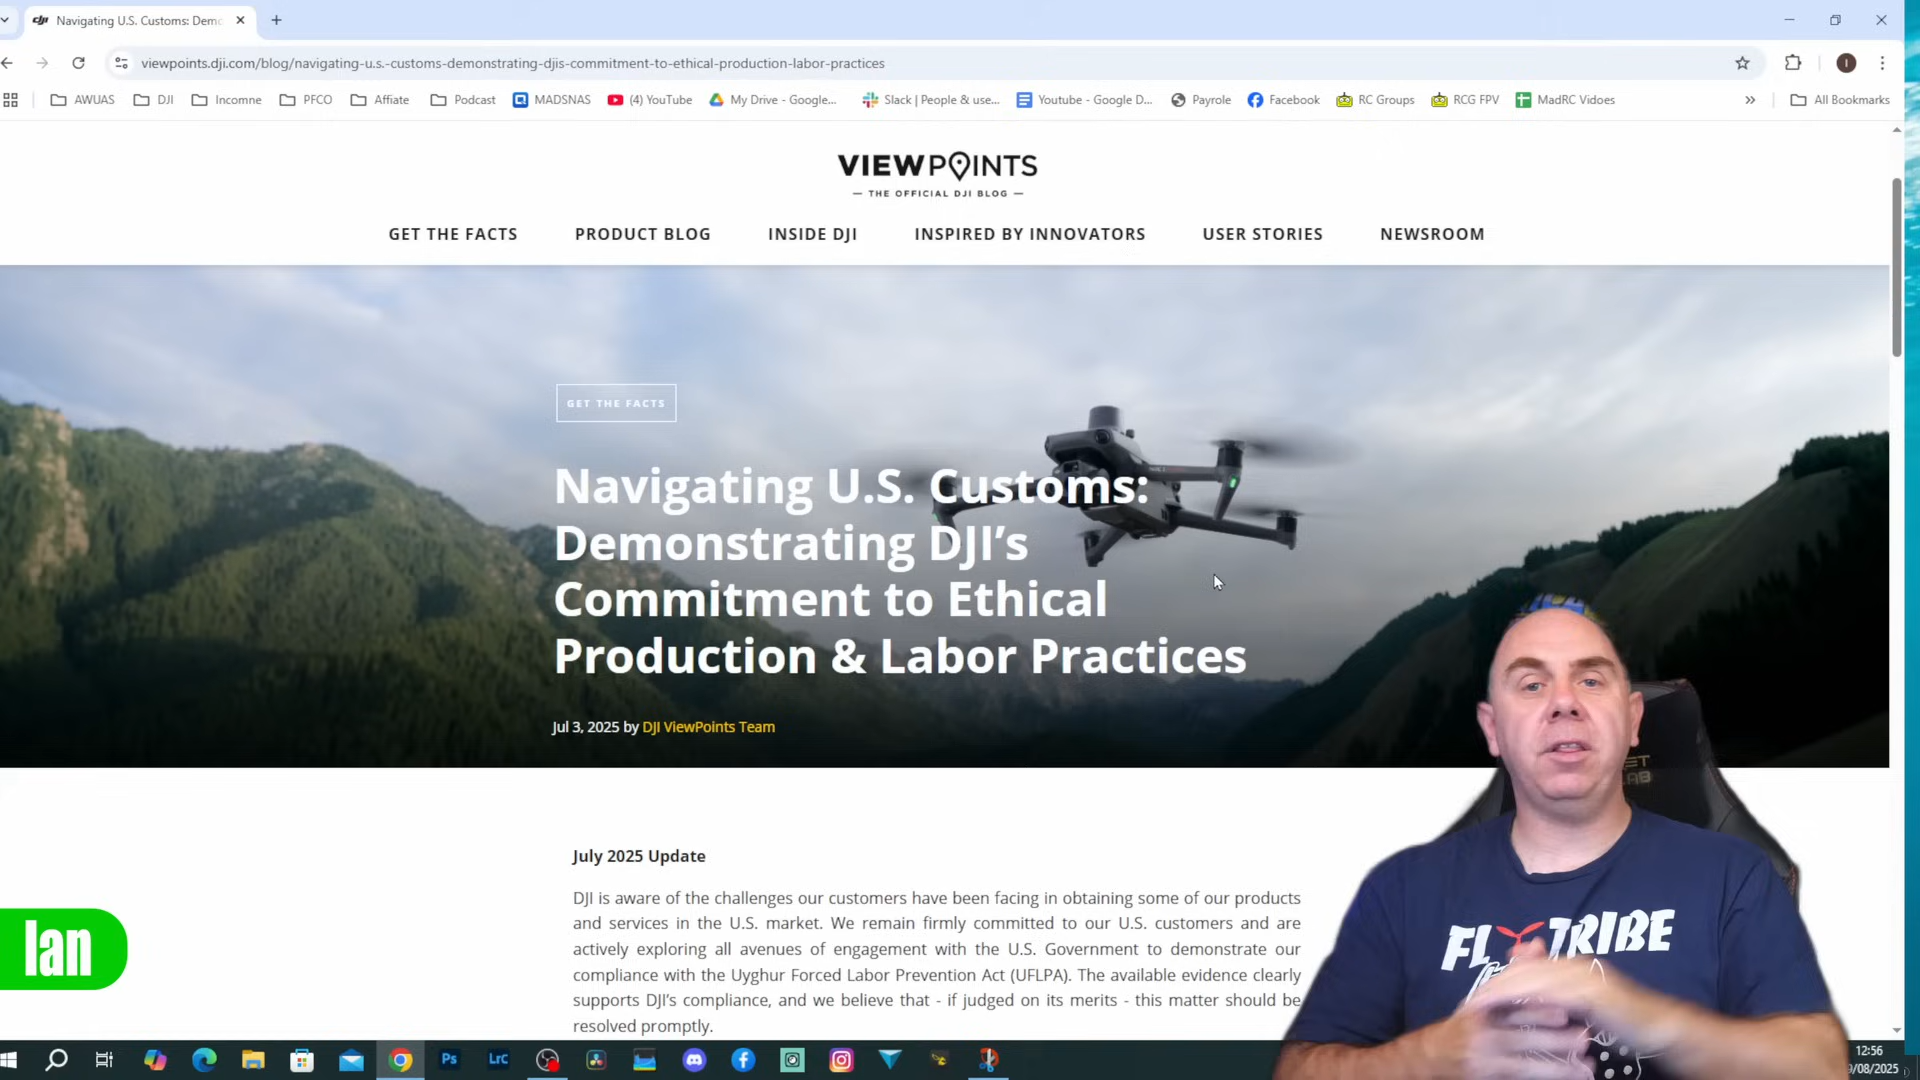 Navigating U.S. Customs: Demo
viewpoints.dji.com/blog/navigating-u.s.-customs-demonstrating-djis-commitment-to-ethical-production-labor-practices
I
AWUAS
DJI
Incomne
PFCO
Affiate
Podcast
MADSNAS
(4) YouTube
My Drive - Google...
Slack | People & use...
Youtube - Google D...
Payrole
Facebook
RC Groups
RCG FPV
MadRC Vidoes
All Bookmarks
VIEWPOINTS
— THE OFFICIAL DJI BLOG —
GET THE FACTS
PRODUCT BLOG
INSIDE DJI
INSPIRED BY INNOVATORS
USER STORIES
NEWSROOM
GET THE FACTS
Navigating U.S. Customs:
Demonstrating DJI’s
Commitment to Ethical
Production & Labor Practices
Jul 3, 2025 by DJI ViewPoints Team
July 2025 Update
DJI is aware of the challenges our customers have been facing in obtaining some of our products
and services in the U.S. market. We remain firmly committed to our U.S. customers and are
actively exploring all avenues of engagement with the U.S. Government to demonstrate our
compliance with the Uyghur Forced Labor Prevention Act (UFLPA). The available evidence clearly
supports DJI’s compliance, and we believe that - if judged on its merits - this matter should be
resolved promptly.
Ian
FLYTRIBE
Ps
LrC
12:56
9/08/2025